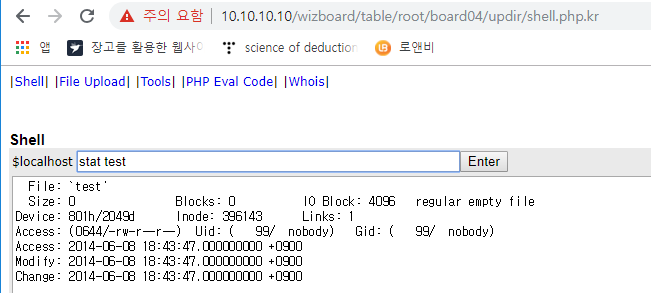 주의 요함 | 10.10.10.10/wizboard/table/root/board04/updir/shell.php.kr
앱 장고를 활용한 웹사이 science of deduction 로앤비
|Shell| |File Upload| |Tools| |PHP Eval Code| |Whois|
Shell
$localhost stat test Enter
File: `test'
Size: 0 Blocks: 0 IO Block: 4096 regular empty file
Device: 801h/2049d Inode: 396143 Links: 1
Access: (0644/-rw-r--r--) Uid: ( 99/ nobody) Gid: ( 99/ nobody)
Access: 2014-06-08 18:43:47.000000000 +0900
Modify: 2014-06-08 18:43:47.000000000 +0900
Change: 2014-06-08 18:43:47.000000000 +0900